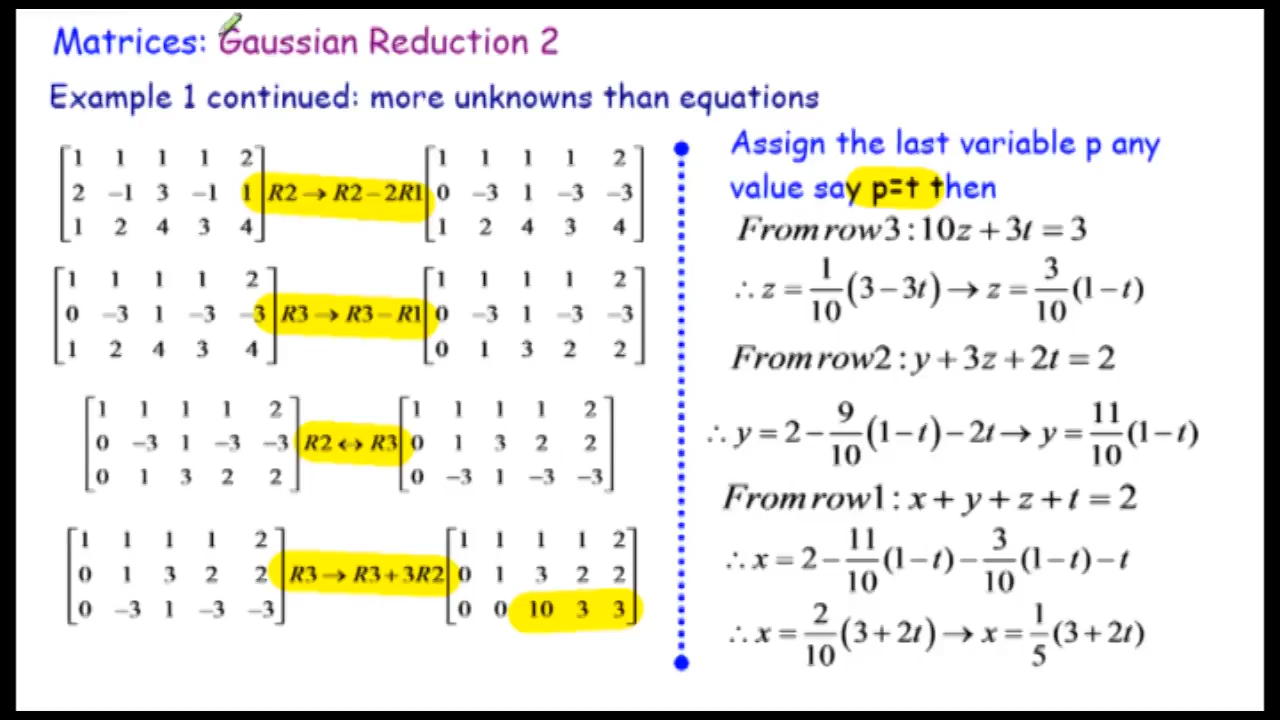 Matrices: Gaussian Reduction 2
Example 1 continued: more unknowns than equations
1 1 1 1 2
2 −1 3 −1 1
1 2 4 3 4
R2 → R2 − 2R1
1 1 1 1 2
0 −3 1 −3 −3
1 2 4 3 4
1 1 1 1 2
0 −3 1 −3 −3
1 2 4 3 4
R3 → R3 − R1
1 1 1 1 2
0 −3 1 −3 −3
0 1 3 2 2
1 1 1 1 2
0 −3 1 −3 −3
0 1 3 2 2
R2 ↔ R3
1 1 1 1 2
0 1 3 2 2
0 −3 1 −3 −3
1 1 1 1 2
0 1 3 2 2
0 −3 1 −3 −3
R3 → R3 + 3R2
1 1 1 1 2
0 1 3 2 2
0 0 10 3 3
Assign the last variable p any
value say p=t then
From row3 : 10z + 3t = 3
∴ z = 1/10 (3 − 3t) → z = 3/10 (1 − t)
From row2 : y + 3z + 2t = 2
∴ y = 2 − 9/10 (1 − t) − 2t → y = 11/10 (1 − t)
From row1 : x + y + z + t = 2
∴ x = 2 − 11/10 (1 − t) − 3/10 (1 − t) − t
∴ x = 2/10 (3 + 2t) → x = 1/5 (3 + 2t)